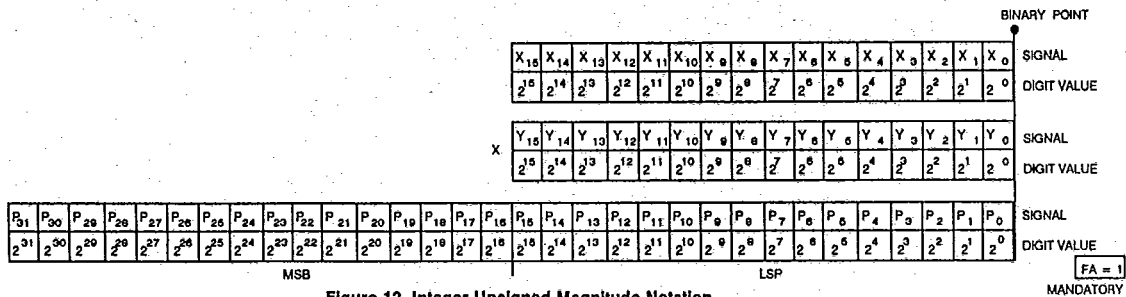 BINARY POINT
X15 X14 X13 X12 X11 X10 X9 X8 X7 X6 X5 X4 X3 X2 X1 X0 SIGNAL
2^15 2^14 2^13 2^12 2^11 2^10 2^9 2^8 2^7 2^6 2^5 2^4 2^3 2^2 2^1 2^0 DIGIT VALUE
X
Y15 Y14 Y13 Y12 Y11 Y10 Y9 Y8 Y7 Y6 Y5 Y4 Y3 Y2 Y1 Y0 SIGNAL
2^15 2^14 2^13 2^12 2^11 2^10 2^9 2^8 2^7 2^6 2^5 2^4 2^3 2^2 2^1 2^0 DIGIT VALUE
P31 P30 P29 P28 P27 P26 P25 P24 P23 P22 P21 P20 P19 P18 P17 P16 P15 P14 P13 P12 P11 P10 P9 P8 P7 P6 P5 P4 P3 P2 P1 P0 SIGNAL
2^31 2^30 2^29 2^28 2^27 2^26 2^25 2^24 2^23 2^22 2^21 2^20 2^19 2^18 2^17 2^16 2^15 2^14 2^13 2^12 2^11 2^10 2^9 2^8 2^7 2^6 2^5 2^4 2^3 2^2 2^1 2^0 DIGIT VALUE
MSB LSP
FA = 1
MANDATORY
Figure 12. Integer Unsigned Magnitude Notation